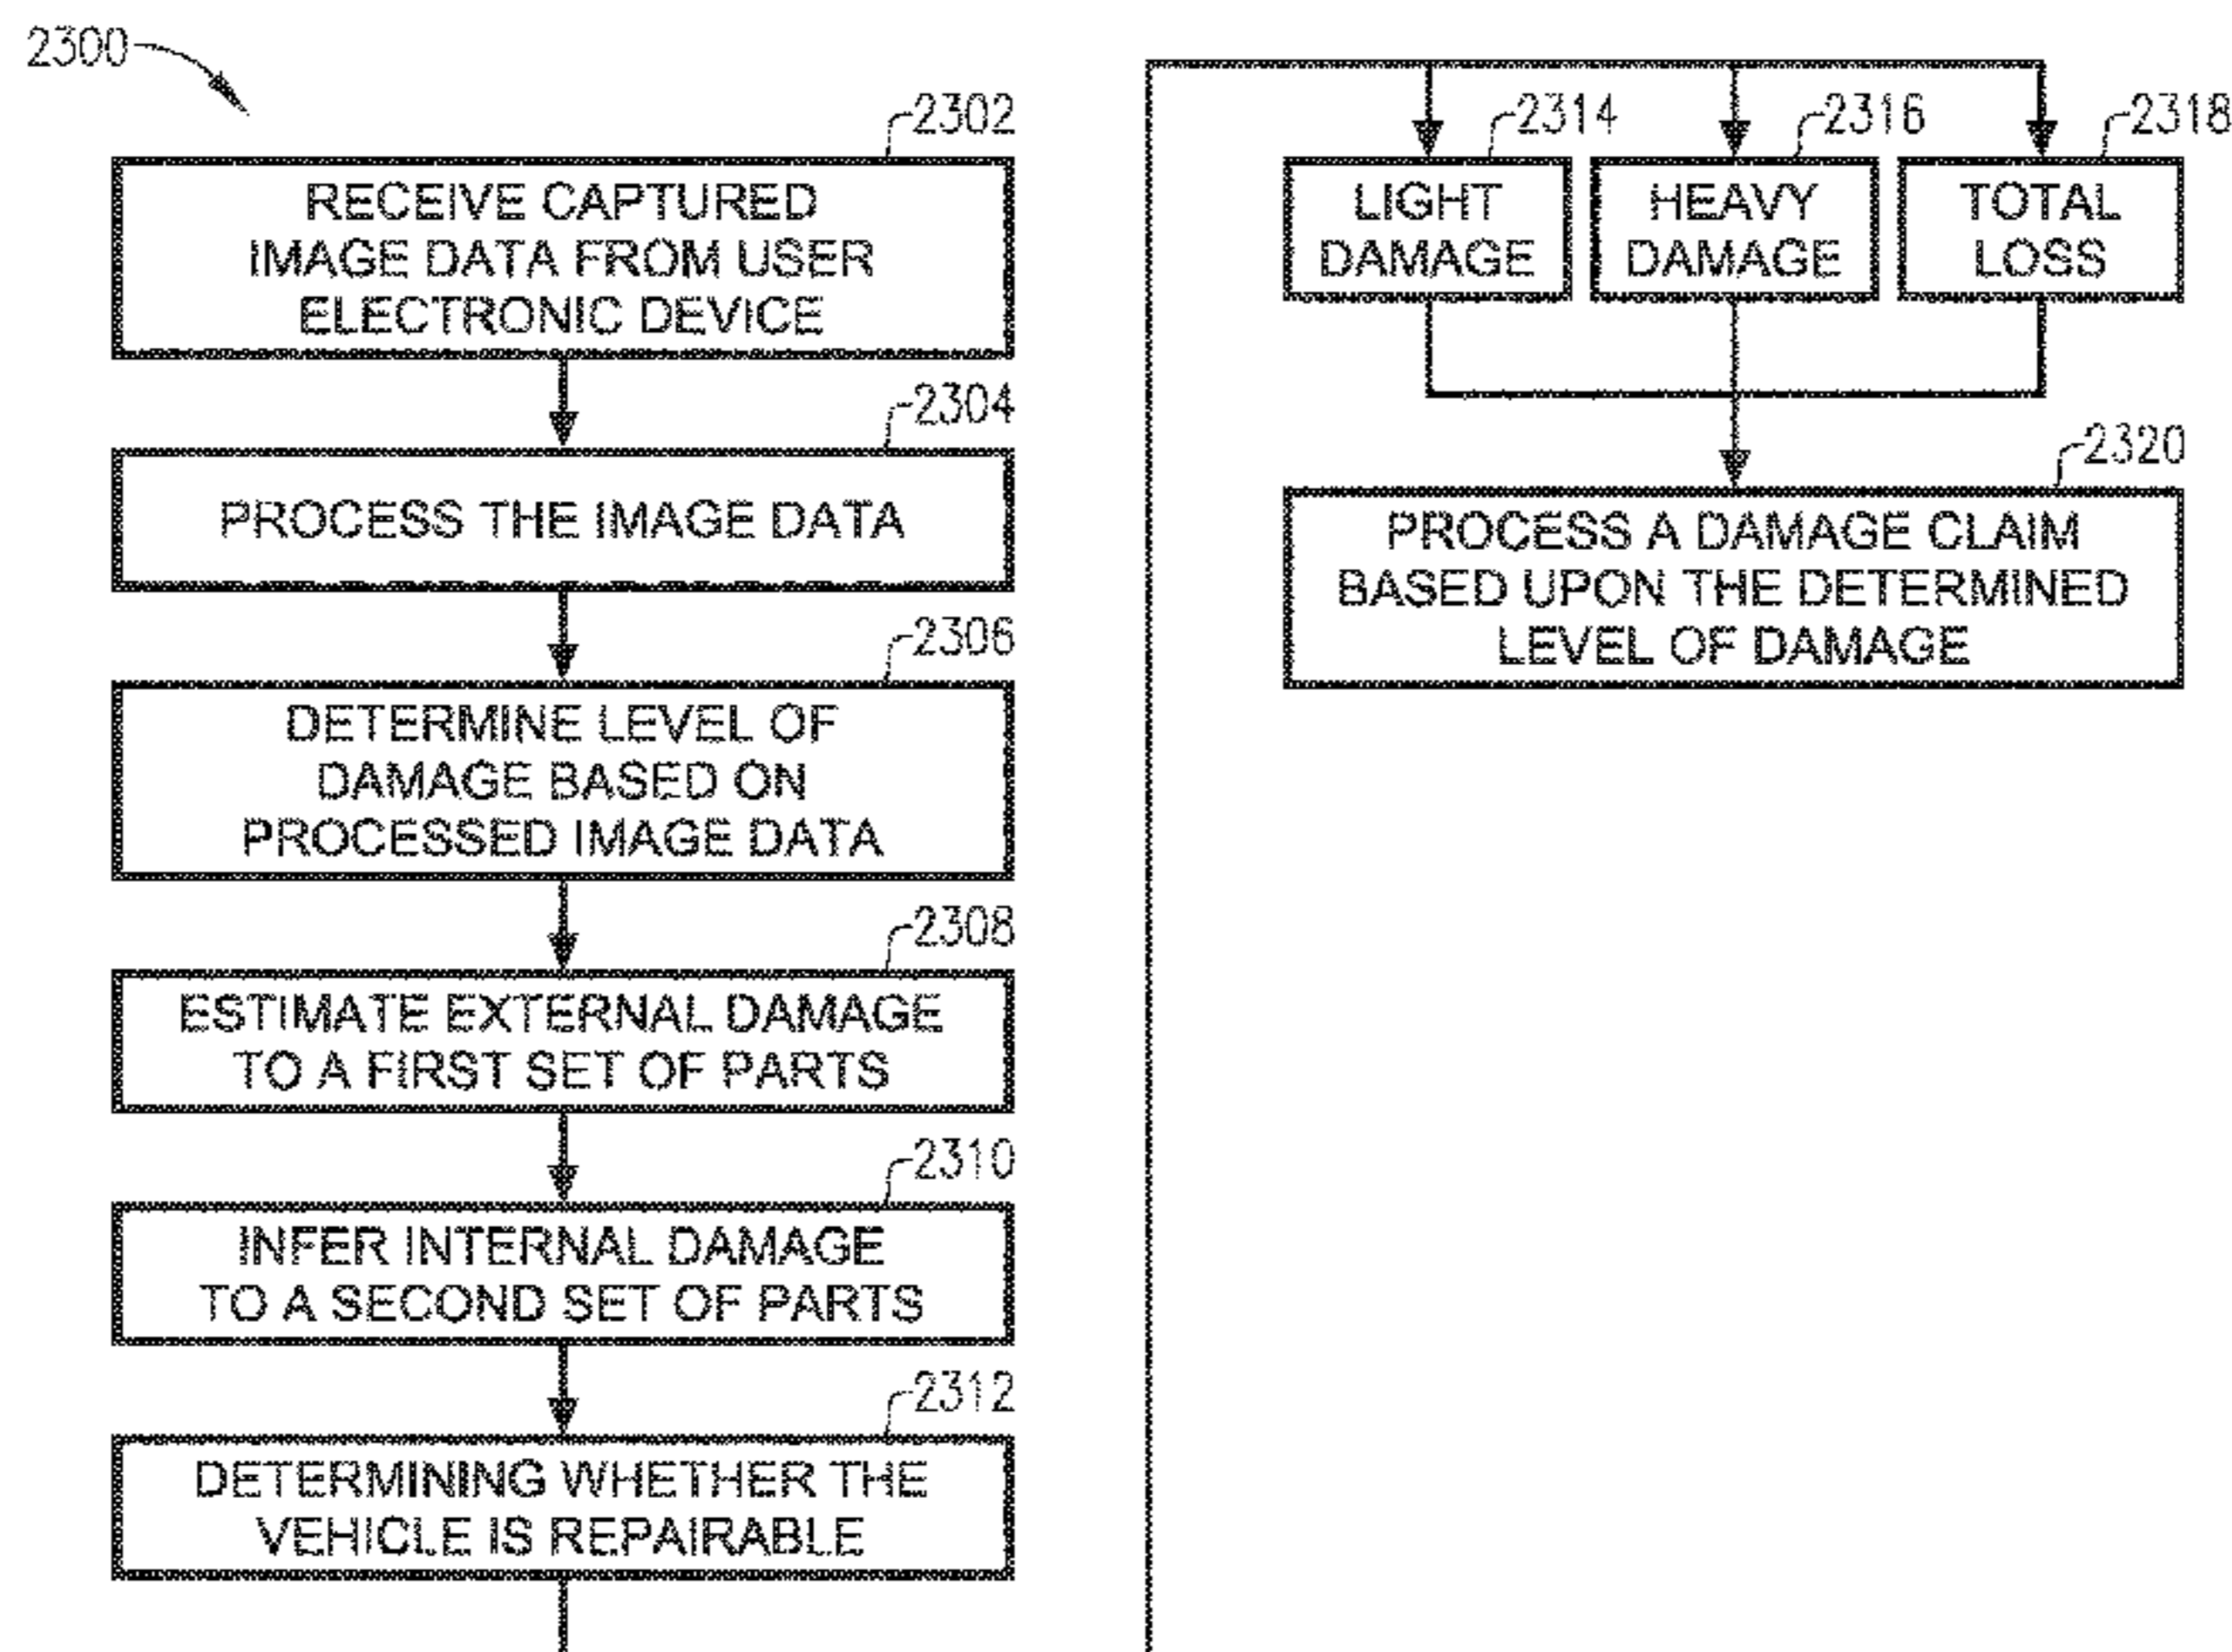 2300
2302
RECEIVE CAPTURED
IMAGE DATA FROM USER
ELECTRONIC DEVICE
2304
PROCESS THE IMAGE DATA
2306
DETERMINE LEVEL OF
DAMAGE BASED ON
PROCESSED IMAGE DATA
2308
ESTIMATE EXTERNAL DAMAGE
TO A FIRST SET OF PARTS
2310
INFER INTERNAL DAMAGE
TO A SECOND SET OF PARTS
2312
DETERMINING WHETHER THE
VEHICLE IS REPAIRABLE
2314
LIGHT
DAMAGE
2316
HEAVY
DAMAGE
2318
TOTAL
LOSS
2320
PROCESS A DAMAGE CLAIM
BASED UPON THE DETERMINED
LEVEL OF DAMAGE